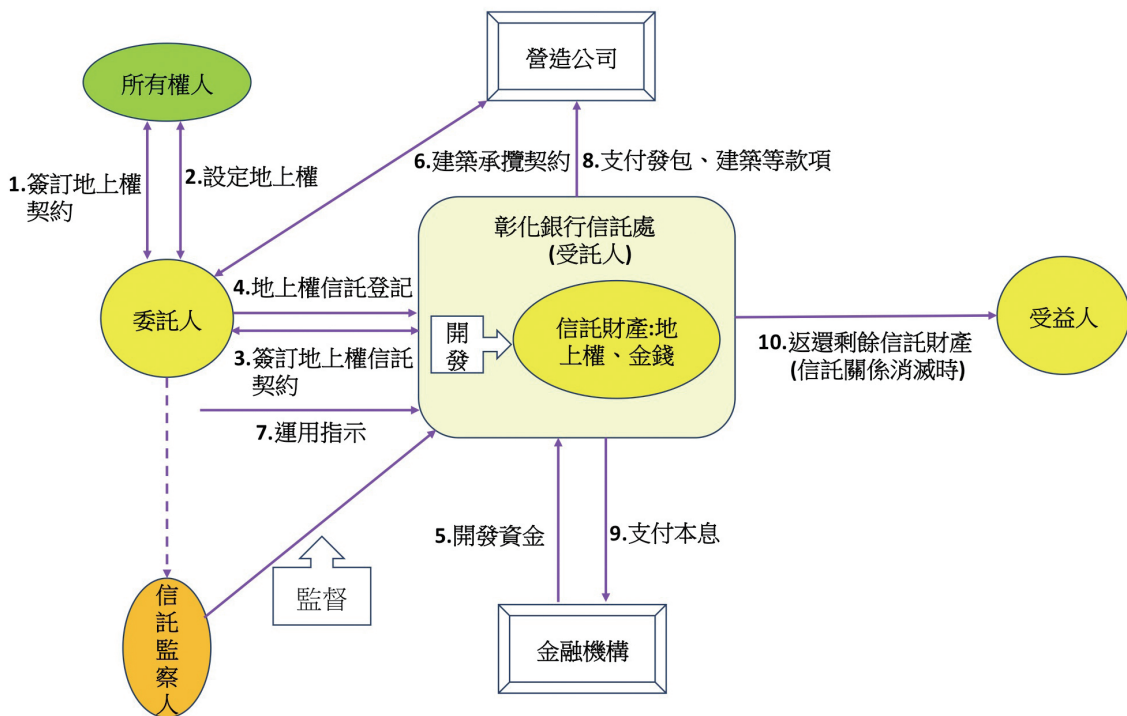 營造公司
所有權人
6.建築承攬契約
8.支付發包、建築等款項
1.簽訂地上權
契約
2.設定地上權
彰化銀行信託處
(受託人)
委託人
4.地上權信託登記
3.簽訂地上權信託
契約
開
發
信託財產:地
上權、金錢
受益人
10.返還剩餘信託財產
(信託關係消滅時)
7.運用指示
5.開發資金
9.支付本息
監督
信
託
監
察
人
金融機構